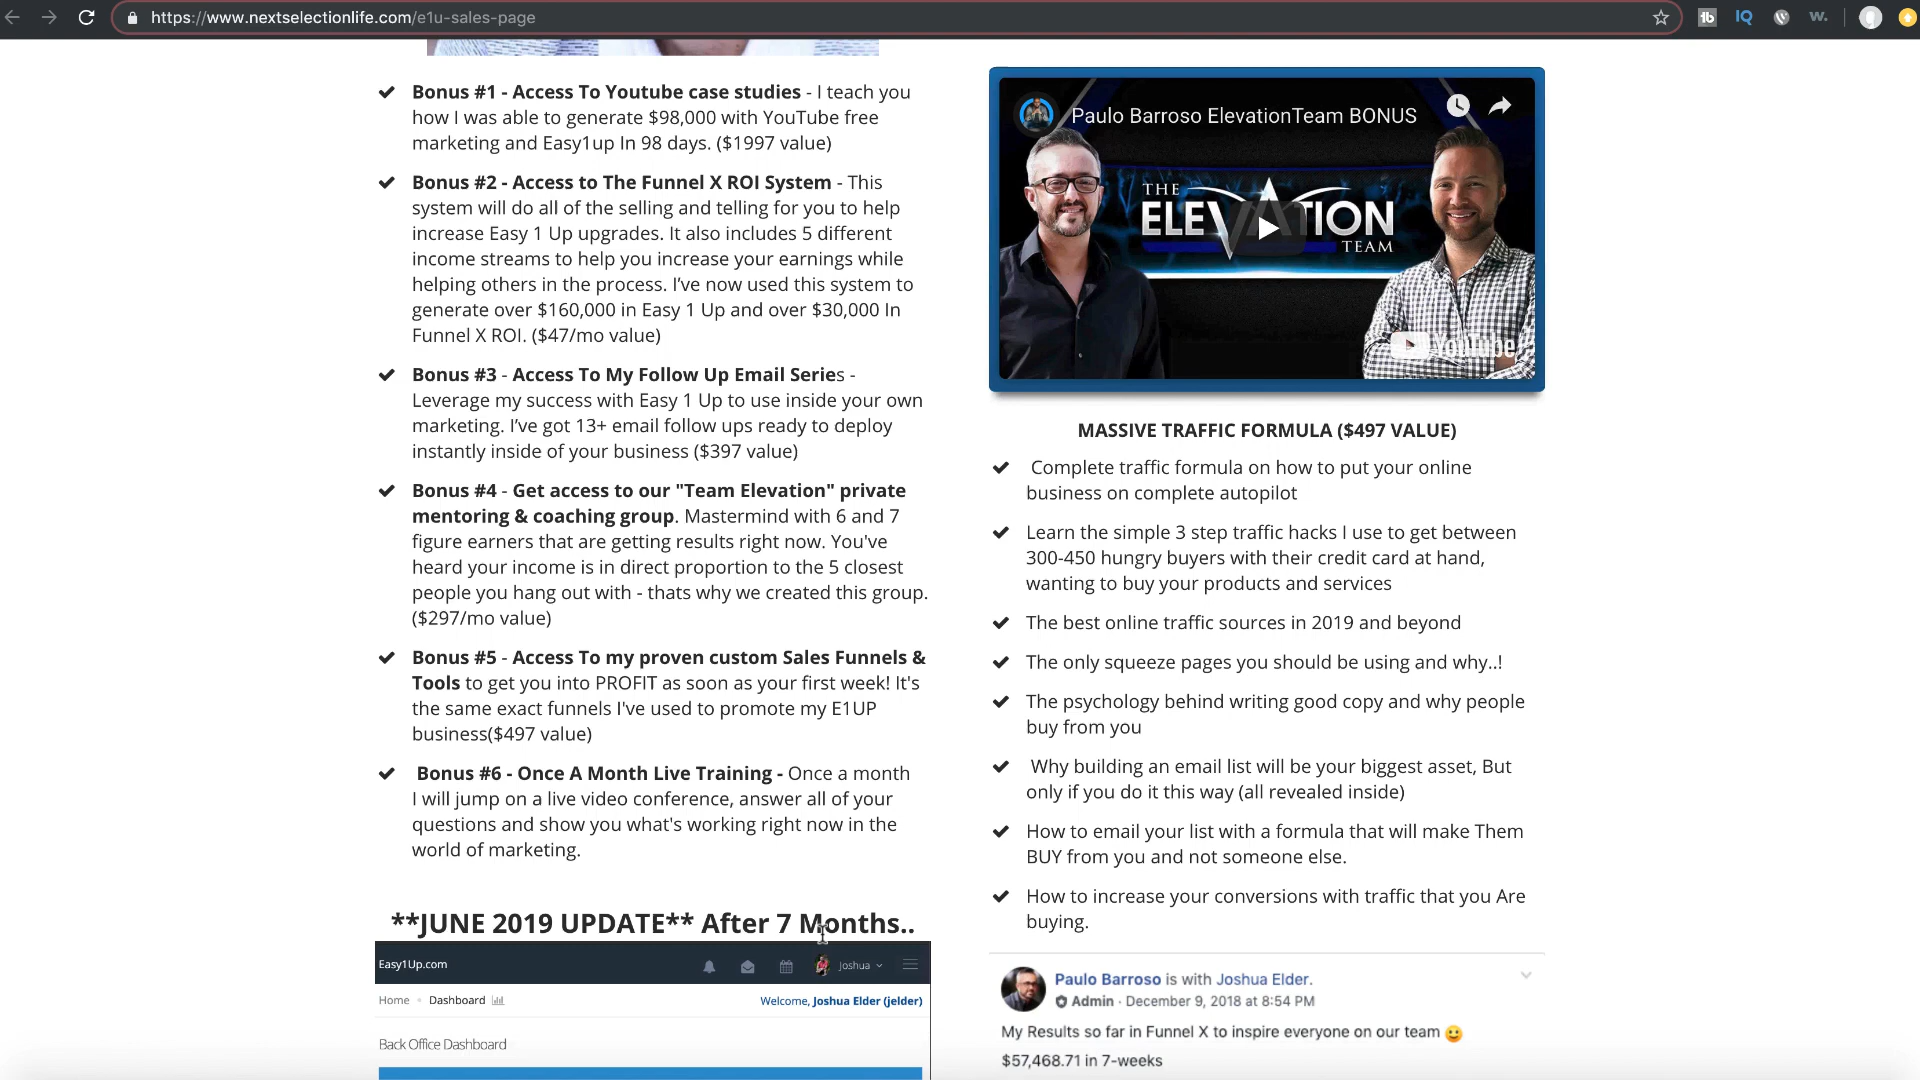 https://www.nextselectionlife.com/e1u-sales-page
tb
IQ
w.
Bonus #1 - Access To Youtube case studies - I teach you
how I was able to generate $98,000 with YouTube free
marketing and Easy1up In 98 days. ($1997 value)
Bonus #2 - Access to The Funnel X ROI System - This
system will do all of the selling and telling for you to help
increase Easy 1 Up upgrades. It also includes 5 different
income streams to help you increase your earnings while
helping others in the process. I've now used this system to
generate over $160,000 in Easy 1 Up and over $30,000 In
Funnel X ROI. ($47/mo value)
Bonus #3 - Access To My Follow Up Email Series -
Leverage my success with Easy 1 Up to use inside your own
marketing. I've got 13+ email follow ups ready to deploy
instantly inside of your business ($397 value)
Bonus #4 - Get access to our "Team Elevation" private
mentoring & coaching group. Mastermind with 6 and 7
figure earners that are getting results right now. You've
heard your income is in direct proportion to the 5 closest
people you hang out with - thats why we created this group.
($297/mo value)
Bonus #5 - Access To my proven custom Sales Funnels &
Tools to get you into PROFIT as soon as your first week! It's
the same exact funnels I've used to promote my E1UP
business($497 value)
Bonus #6 - Once A Month Live Training - Once a month
I will jump on a live video conference, answer all of your
questions and show you what's working right now in the
world of marketing.
**JUNE 2019 UPDATE** After 7 Months..
Easy1Up.com
Joshua
Home
Dashboard
Welcome, Joshua Elder (jelder)
Back Office Dashboard
Paulo Barroso ElevationTeam BONUS
THE
ELEVATION
TEAM
YouTube
MASSIVE TRAFFIC FORMULA ($497 VALUE)
Complete traffic formula on how to put your online
business on complete autopilot
Learn the simple 3 step traffic hacks I use to get between
300-450 hungry buyers with their credit card at hand,
wanting to buy your products and services
The best online traffic sources in 2019 and beyond
The only squeeze pages you should be using and why..!
The psychology behind writing good copy and why people
buy from you
Why building an email list will be your biggest asset, But
only if you do it this way (all revealed inside)
How to email your list with a formula that will make Them
BUY from you and not someone else.
How to increase your conversions with traffic that you Are
buying.
Paulo Barroso is with Joshua Elder.
Admin · December 9, 2018 at 8:54 PM
My Results so far in Funnel X to inspire everyone on our team
$57,468.71 in 7-weeks